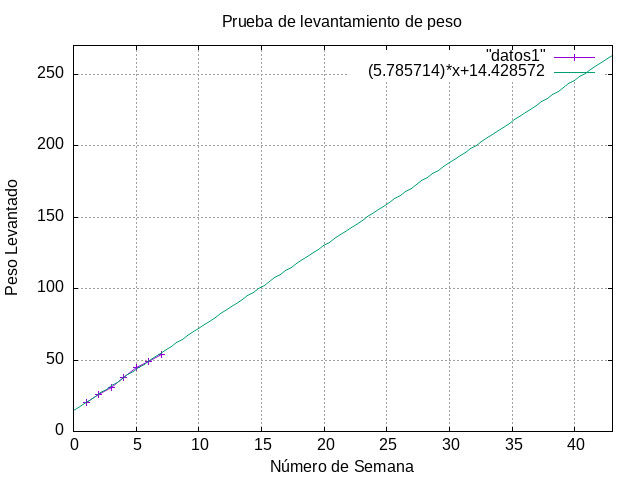 Prueba de levantamiento de peso
"datos1"
(5.785714)*x+14.428572
250
200
150
100
50
0
Peso Levantado
0 5 10 15 20 25 30 35 40
Número de Semana